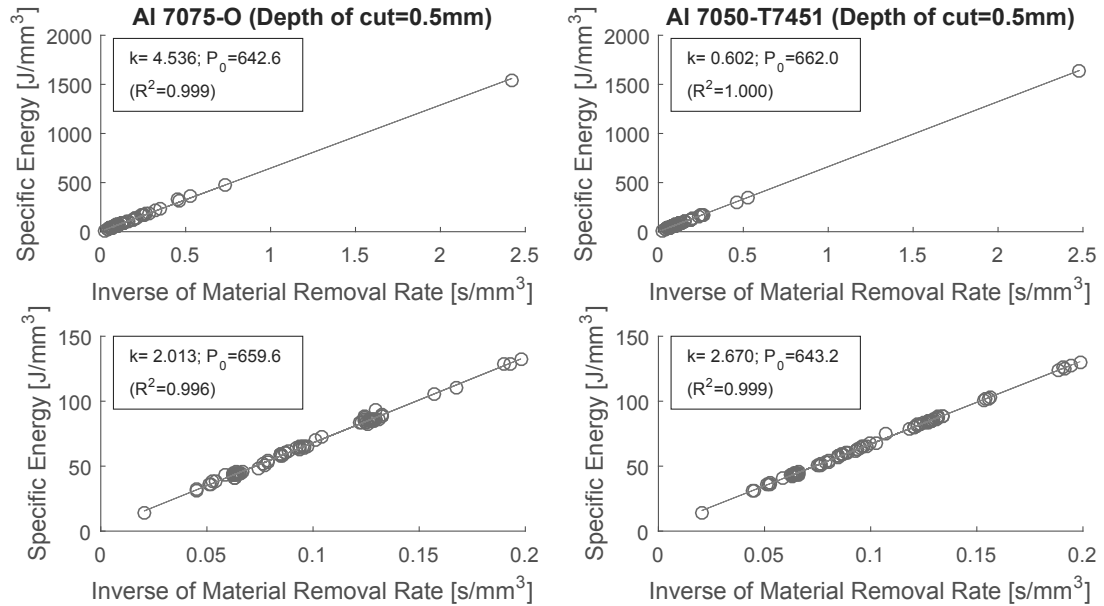 Al 7075-O (Depth of cut=0.5mm)
2000
1500
1000
500
0
Specific Energy [J/mm³]
k= 4.536; P₀=642.6
(R²=0.999)
0 0.5 1 1.5 2 2.5
Inverse of Material Removal Rate [s/mm³]
Al 7050-T7451 (Depth of cut=0.5mm)
2000
1500
1000
500
0
Specific Energy [J/mm³]
k= 0.602; P₀=662.0
(R²=1.000)
0 0.5 1 1.5 2 2.5
Inverse of Material Removal Rate [s/mm³]
150
100
50
0
Specific Energy [J/mm³]
k= 2.013; P₀=659.6
(R²=0.996)
0 0.05 0.1 0.15 0.2
Inverse of Material Removal Rate [s/mm³]
150
100
50
0
Specific Energy [J/mm³]
k= 2.670; P₀=643.2
(R²=0.999)
0 0.05 0.1 0.15 0.2
Inverse of Material Removal Rate [s/mm³]